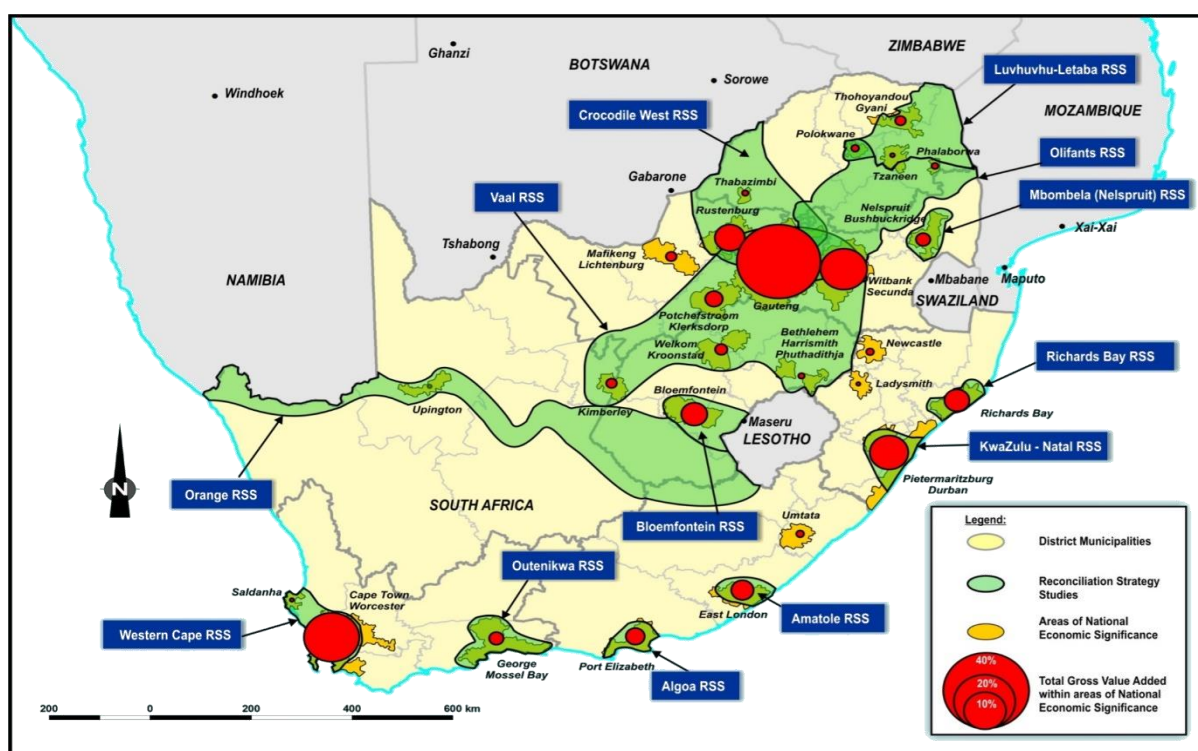 ZIMBABWE
Ghanzi
BOTSWANA
Sorowe
Windhoek
Luvhuvhu-Letaba RSS
Thohoyandou
Gyani
MOZAMBIQUE
Crocodile West RSS
Polokwane
Phalaborwa
Olifants RSS
Tzaneen
Gabarone
Thabazimbi
Mbombela (Nelspruit) RSS
Vaal RSS
Rustenburg
Nelspruit
Bushbuckridge
Xai-Xai
Tshabong
Mafikeng
Lichtenburg
NAMIBIA
Witbank
Secunda
Mbabane
Maputo
SWAZILAND
Gauteng
Potchefstroom
Klerksdorp
Bethlehem
Harrismith
Phuthadithja
Welkom
Kroonstad
Newcastle
Richards Bay RSS
Ladysmith
Upington
Kimberley
Bloemfontein
Maseru
LESOTHO
Richards Bay
KwaZulu - Natal RSS
Pietermaritzburg
Durban
N
Orange RSS
SOUTH AFRICA
Bloemfontein RSS
Umtata
Outenikwa RSS
Saldanha
Cape Town
Worcester
East London
Amatole RSS
Western Cape RSS
George
Mossel Bay
Port Elizabeth
Algoa RSS
200 0 200 400 600 km
Legend:
District Municipalities
Reconciliation Strategy
Studies
Areas of National
Economic Significance
40%
20%
10%
Total Gross Value Added
within areas of National
Economic Significance